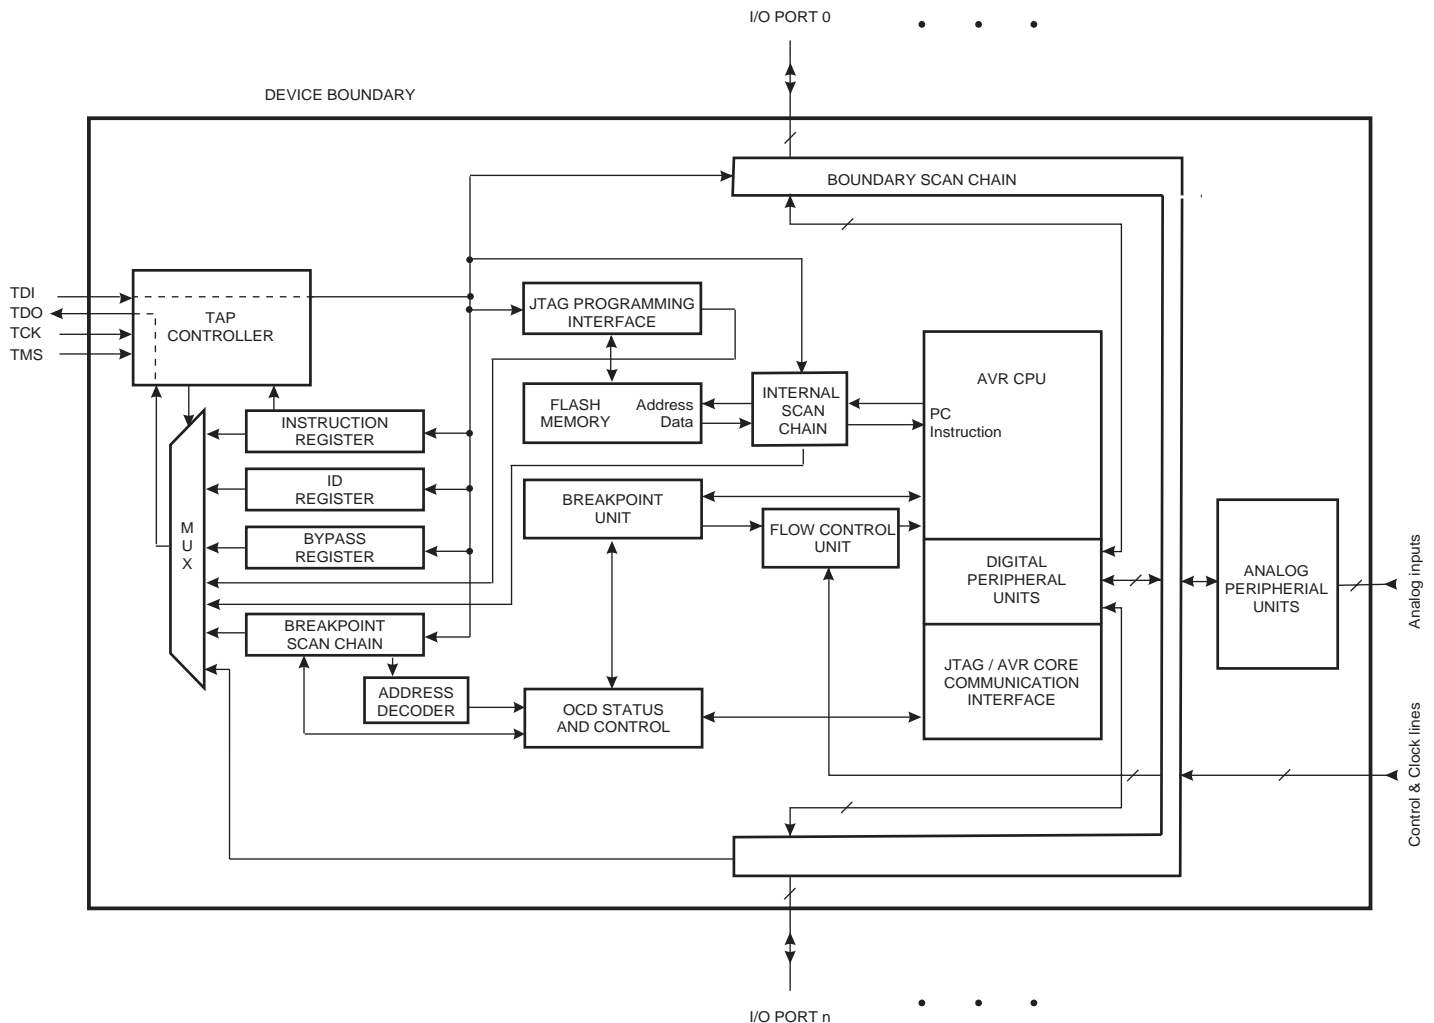 I/O PORT 0
DEVICE BOUNDARY
BOUNDARY SCAN CHAIN
TDI
TDO
TCK
TMS
TAP
CONTROLLER
JTAG PROGRAMMING
INTERFACE
AVR CPU
FLASH
MEMORY
Address
Data
INTERNAL
SCAN
CHAIN
PC
Instruction
INSTRUCTION
REGISTER
ID
REGISTER
BREAKPOINT
UNIT
FLOW CONTROL
UNIT
BYPASS
REGISTER
M
U
X
DIGITAL
PERIPHERAL
UNITS
ANALOG
PERIPHERIAL
UNITS
Analog inputs
BREAKPOINT
SCAN CHAIN
ADDRESS
DECODER
OCD STATUS
AND CONTROL
JTAG / AVR CORE
COMMUNICATION
INTERFACE
Control & Clock lines
I/O PORT n